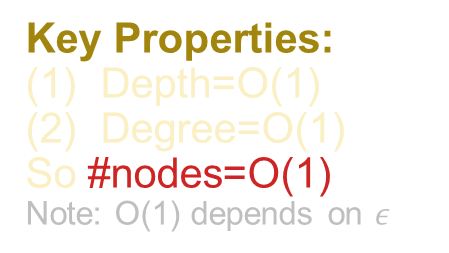 Key Properties:
(1) Depth=O(1)
(2) Degree=O(1)
So #nodes=O(1)
Note: O(1) depends on ϵ